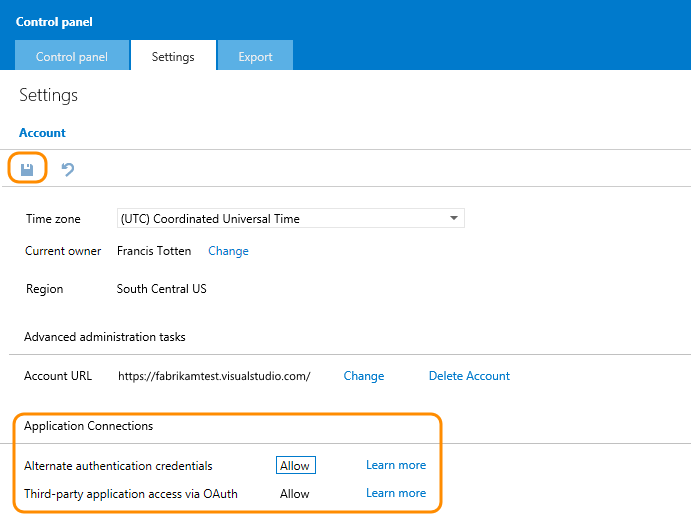 Control panel
Control panel Settings Export
Settings
Account
Time zone (UTC) Coordinated Universal Time
Current owner Francis Totten Change
Region South Central US
Advanced administration tasks
Account URL https://fabrikamtest.visualstudio.com/ Change Delete Account
Application Connections
Alternate authentication credentials Allow Learn more
Third-party application access via OAuth Allow Learn more